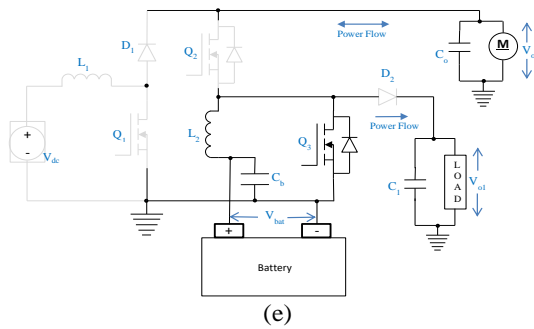 D1
Q2
Power Flow
Co
M
Vo
L1
D2
+
-
Vdc
Q1
L2
Q3
Power Flow
Cb
C1
LOAD
Vo1
Vbat
+
-
Battery
(e)